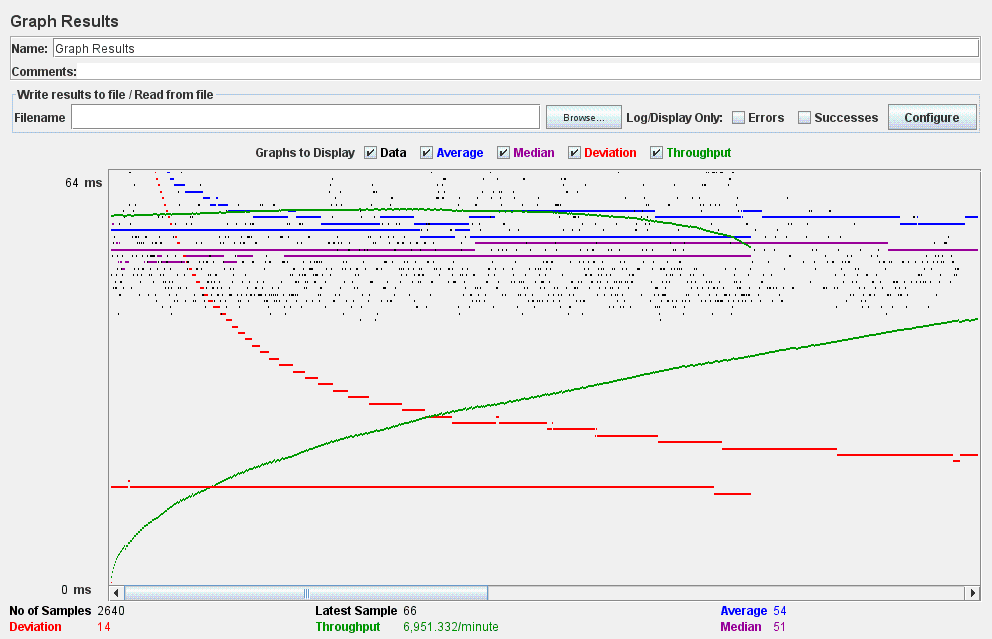 Graph Results
Name: Graph Results
Comments:
Write results to file / Read from file
Filename Browse... Log/Display Only: Errors Successes Configure
Graphs to Display Data Average Median Deviation Throughput
64 ms
0 ms
No of Samples 2640 Latest Sample 66 Average 54
Deviation 14 Throughput 6,951.332/minute Median 51